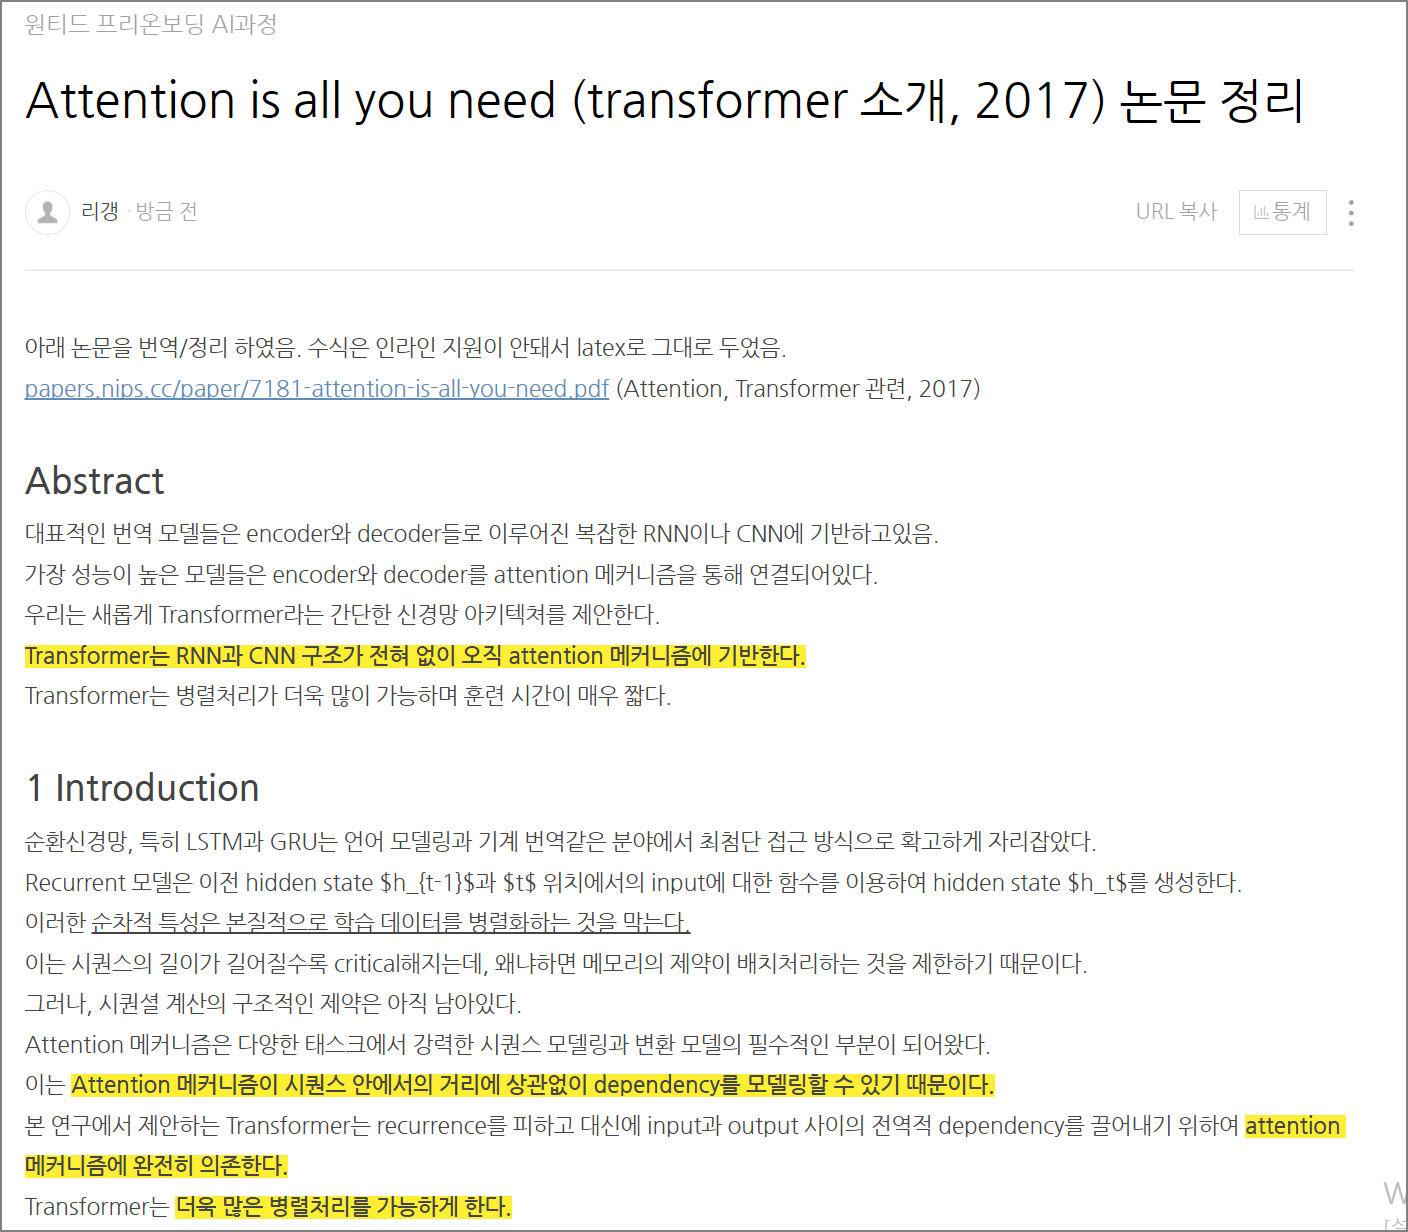 원티드 프리온보딩 AI과정
Attention is all you need (transformer 소개, 2017) 논문 정리
리갱 · 방금 전
URL 복사 통계
아래 논문을 번역/정리 하였음. 수식은 인라인 지원이 안돼서 latex로 그대로 두었음.
papers.nips.cc/paper/7181-attention-is-all-you-need.pdf (Attention, Transformer 관련, 2017)
Abstract
대표적인 번역 모델들은 encoder와 decoder들로 이루어진 복잡한 RNN이나 CNN에 기반하고있음.
가장 성능이 높은 모델들은 encoder와 decoder를 attention 메커니즘을 통해 연결되어있다.
우리는 새롭게 Transformer라는 간단한 신경망 아키텍쳐를 제안한다.
Transformer는 RNN과 CNN 구조가 전혀 없이 오직 attention 메커니즘에 기반한다.
Transformer는 병렬처리가 더욱 많이 가능하며 훈련 시간이 매우 짧다.
1 Introduction
순환신경망, 특히 LSTM과 GRU는 언어 모델링과 기계 번역같은 분야에서 최첨단 접근 방식으로 확고하게 자리잡았다.
Recurrent 모델은 이전 hidden state $h_{t-1}$과 $t$ 위치에서의 input에 대한 함수를 이용하여 hidden state $h_t$를 생성한다.
이러한 순차적 특성은 본질적으로 학습 데이터를 병렬화하는 것을 막는다.
이는 시퀀스의 길이가 길어질수록 critical해지는데, 왜냐하면 메모리의 제약이 배치처리하는 것을 제한하기 때문이다.
그러나, 시퀀셜 계산의 구조적인 제약은 아직 남아있다.
Attention 메커니즘은 다양한 태스크에서 강력한 시퀀스 모델링과 변환 모델의 필수적인 부분이 되어왔다.
이는 Attention 메커니즘이 시퀀스 안에서의 거리에 상관없이 dependency를 모델링할 수 있기 때문이다.
본 연구에서 제안하는 Transformer는 recurrence를 피하고 대신에 input과 output 사이의 전역적 dependency를 끌어내기 위하여 attention
메커니즘에 완전히 의존한다.
Transformer는 더욱 많은 병렬처리를 가능하게 한다.